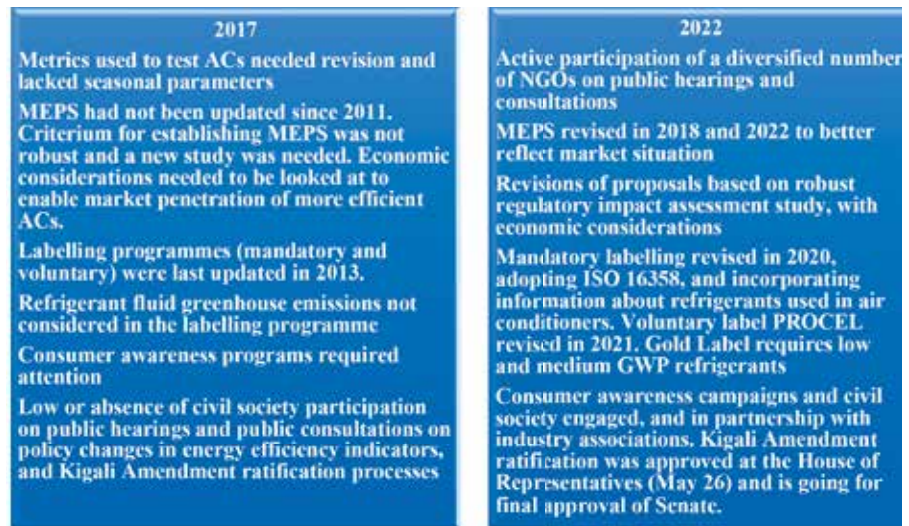 2017
Metrics used to test ACs needed revision and
lacked seasonal parameters
MEPS had not been updated since 2011.
Criterium for establishing MEPS was not
robust and a new study was needed. Economic
considerations needed to be looked at to
enable market penetration of more efficient
ACs.
Labelling programmes (mandatory and
voluntary) were last updated in 2013.
Refrigerant fluid greenhouse emissions not
considered in the labelling programme
Consumer awareness programs required
attention
Low or absence of civil society participation
on public hearings and public consultations on
policy changes in energy efficiency indicators,
and Kigali Amendment ratification processes
2022
Active participation of a diversified number
of NGOs on public hearings and
consultations
MEPS revised in 2018 and 2022 to better
reflect market situation
Revisions of proposals based on robust
regulatory impact assessment study, with
economic considerations
Mandatory labelling revised in 2020,
adopting ISO 16358, and incorporating
information about refrigerants used in air
conditioners. Voluntary label PROCEL
revised in 2021. Gold Label requires low
and medium GWP refrigerants
Consumer awareness campaigns and civil
society engaged, and in partnership with
industry associations. Kigali Amendment
ratification was approved at the House of
Representatives (May 26) and is going for
final approval of Senate.